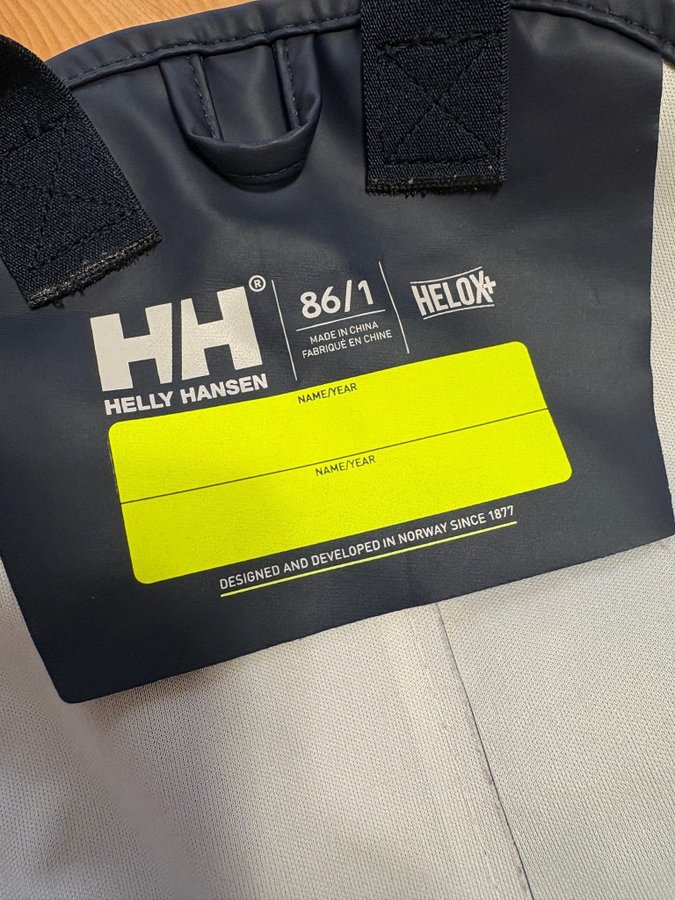 HH®
HELLY HANSEN
86/1
MADE IN CHINA
FABRIQUÉ EN CHINE
HELOX+
NAME/YEAR
NAME/YEAR
DESIGNED AND DEVELOPED IN NORWAY SINCE 1877